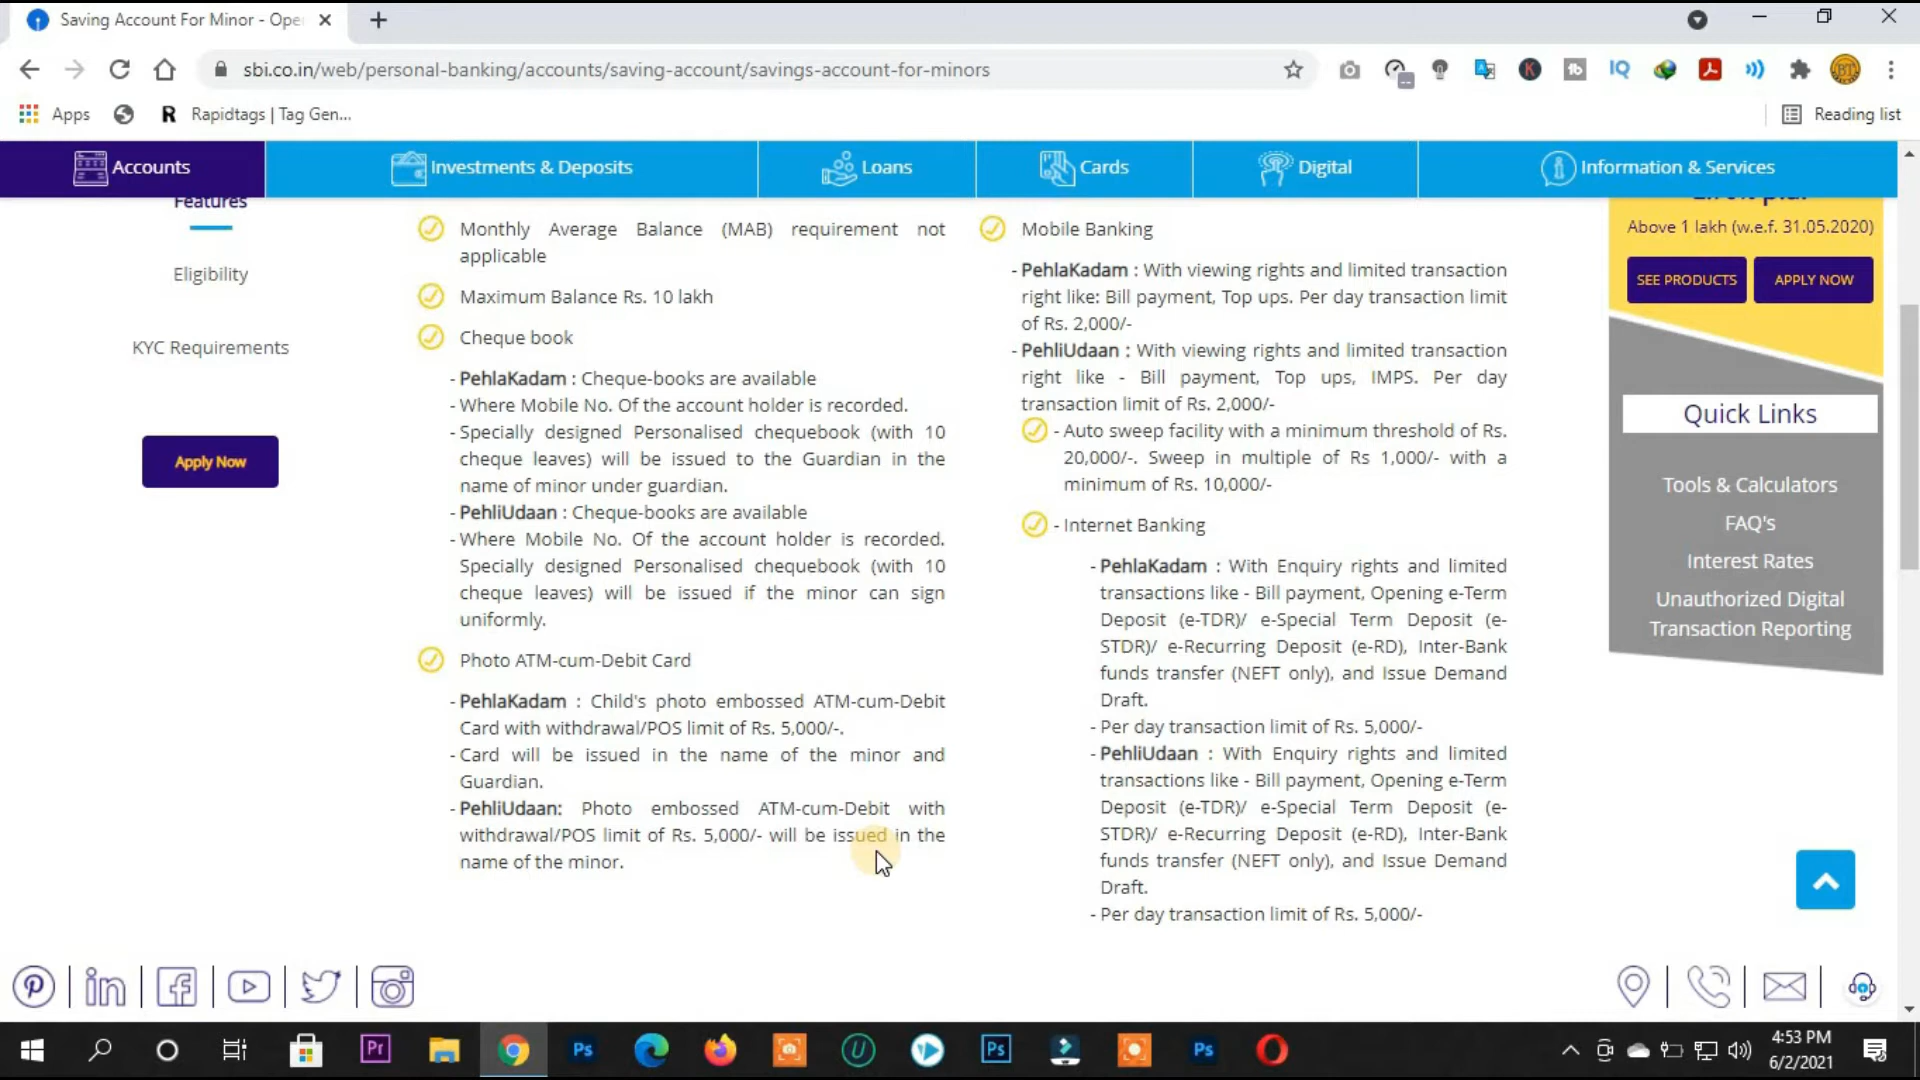 Saving Account For Minor - Ope
sbi.co.in/web/personal-banking/accounts/saving-account/savings-account-for-minors
Apps
R Rapidtags | Tag Gen...
Reading list
Accounts
Investments & Deposits
Loans
Cards
Digital
Information & Services
Features
Eligibility
KYC Requirements
Apply Now
Monthly Average Balance (MAB) requirement not
applicable
Maximum Balance Rs. 10 lakh
Cheque book
- PehlaKadam : Cheque-books are available
- Where Mobile No. Of the account holder is recorded.
- Specially designed Personalised chequebook (with 10
cheque leaves) will be issued to the Guardian in the
name of minor under guardian.
- PehliUdaan : Cheque-books are available
- Where Mobile No. Of the account holder is recorded.
Specially designed Personalised chequebook (with 10
cheque leaves) will be issued if the minor can sign
uniformly.
Photo ATM-cum-Debit Card
- PehlaKadam : Child's photo embossed ATM-cum-Debit
Card with withdrawal/POS limit of Rs. 5,000/-.
- Card will be issued in the name of the minor and
Guardian.
- PehliUdaan: Photo embossed ATM-cum-Debit with
withdrawal/POS limit of Rs. 5,000/- will be issued in the
name of the minor.
Mobile Banking
- PehlaKadam : With viewing rights and limited transaction
right like: Bill payment, Top ups. Per day transaction limit
of Rs. 2,000/-
- PehliUdaan : With viewing rights and limited transaction
right like - Bill payment, Top ups, IMPS. Per day
transaction limit of Rs. 2,000/-
- Auto sweep facility with a minimum threshold of Rs.
20,000/-. Sweep in multiple of Rs 1,000/- with a
minimum of Rs. 10,000/-
- Internet Banking
- PehlaKadam : With Enquiry rights and limited
transactions like - Bill payment, Opening e-Term
Deposit (e-TDR)/ e-Special Term Deposit (e-
STDR)/ e-Recurring Deposit (e-RD), Inter-Bank
funds transfer (NEFT only), and Issue Demand
Draft.
- Per day transaction limit of Rs. 5,000/-
- PehliUdaan : With Enquiry rights and limited
transactions like - Bill payment, Opening e-Term
Deposit (e-TDR)/ e-Special Term Deposit (e-
STDR)/ e-Recurring Deposit (e-RD), Inter-Bank
funds transfer (NEFT only), and Issue Demand
Draft.
- Per day transaction limit of Rs. 5,000/-
Above 1 lakh (w.e.f. 31.05.2020)
SEE PRODUCTS
APPLY NOW
Quick Links
Tools & Calculators
FAQ's
Interest Rates
Unauthorized Digital
Transaction Reporting
4:53 PM
6/2/2021